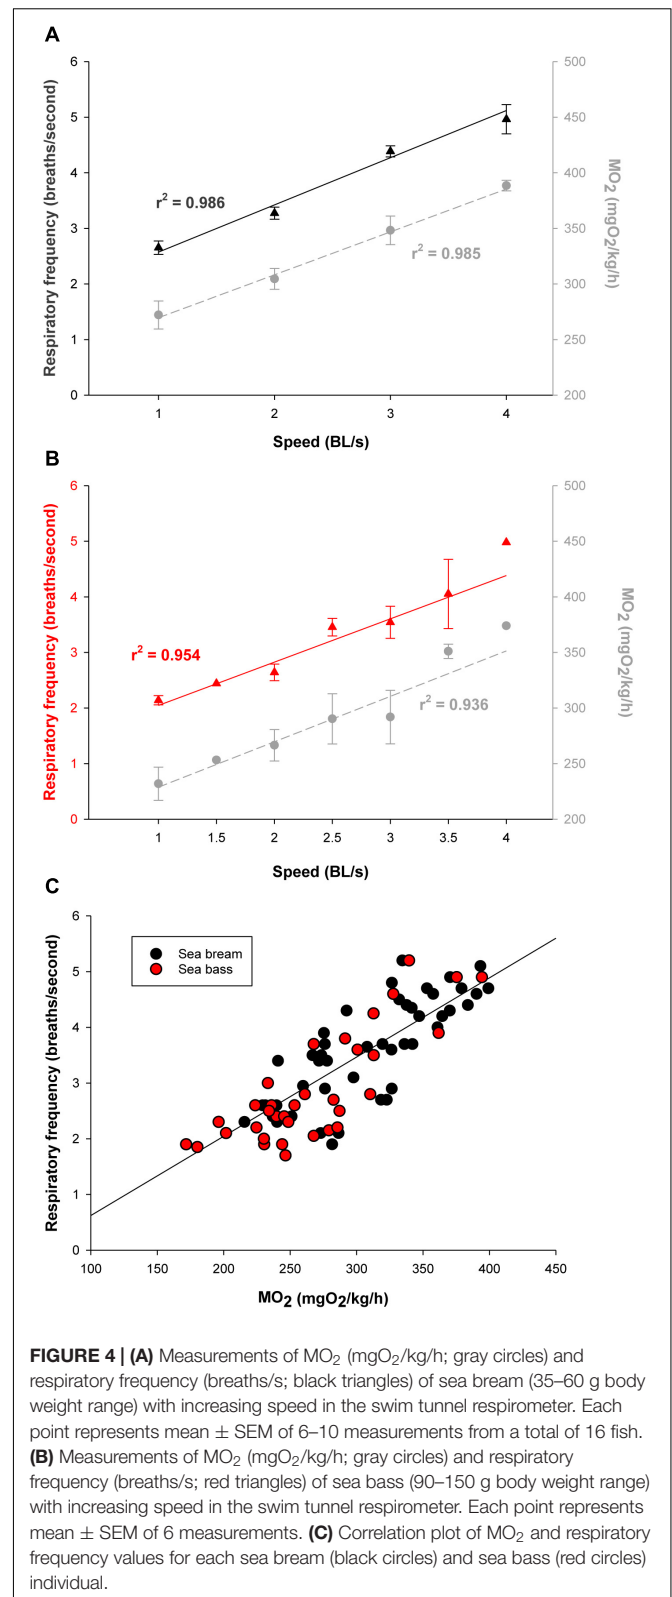 A
6
5
4
3
2
1
0
500
450
400
350
300
250
200
Respiratory frequency (breaths/second)
MO2 (mgO2/kg/h)
r² = 0.986
r² = 0.985
1 2 3 4
Speed (BL/s)
B
6
5
4
3
2
1
0
500
450
400
350
300
250
200
Respiratory frequency (breaths/second)
MO2 (mgO2/kg/h)
r² = 0.954
r² = 0.936
1 1.5 2 2.5 3 3.5 4
Speed (BL/s)
C
6
5
4
3
2
1
0
Respiratory frequency (breaths/second)
Sea bream
Sea bass
100 150 200 250 300 350 400 450
MO2 (mgO2/kg/h)
FIGURE 4 | (A) Measurements of MO2 (mgO2/kg/h; gray circles) and
respiratory frequency (breaths/s; black triangles) of sea bream (35–60 g body
weight range) with increasing speed in the swim tunnel respirometer. Each
point represents mean ± SEM of 6–10 measurements from a total of 16 fish.
(B) Measurements of MO2 (mgO2/kg/h; gray circles) and respiratory
frequency (breaths/s; red triangles) of sea bass (90–150 g body weight range)
with increasing speed in the swim tunnel respirometer. Each point represents
mean ± SEM of 6 measurements. (C) Correlation plot of MO2 and respiratory
frequency values for each sea bream (black circles) and sea bass (red circles)
individual.